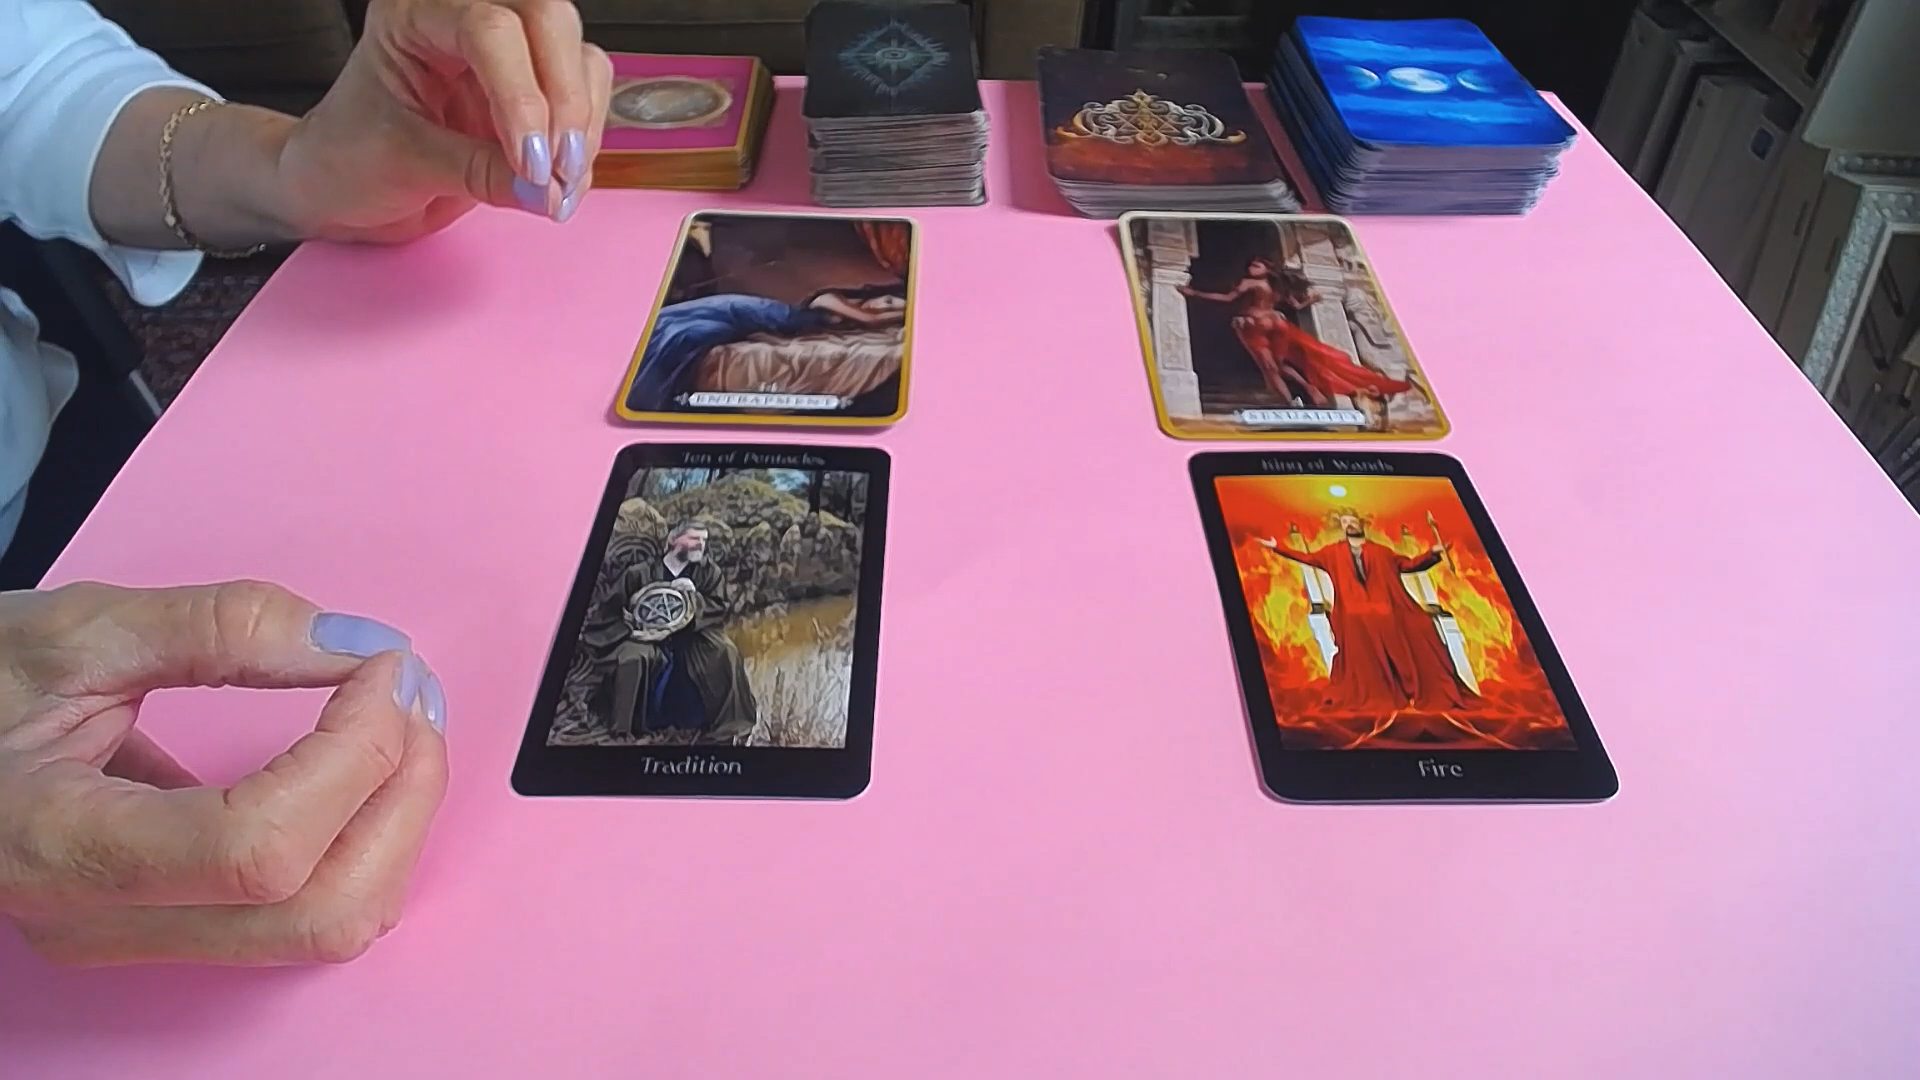 ENTRAPMENT
SEXUALITY
Ten of Pentacles
King of Wands
Tradition
Fire